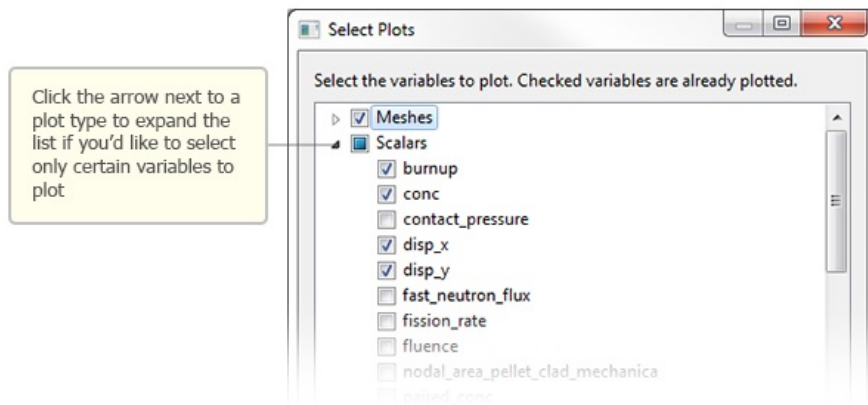 Select Plots
Select the variables to plot. Checked variables are already plotted.
Click the arrow next to a
plot type to expand the
list if you'd like to select
only certain variables to
plot
Meshes
Scalars
burnup
conc
contact_pressure
disp_x
disp_y
fast_neutron_flux
fission_rate
fluence
nodal_area_pellet_clad_mechanica
paired_conc